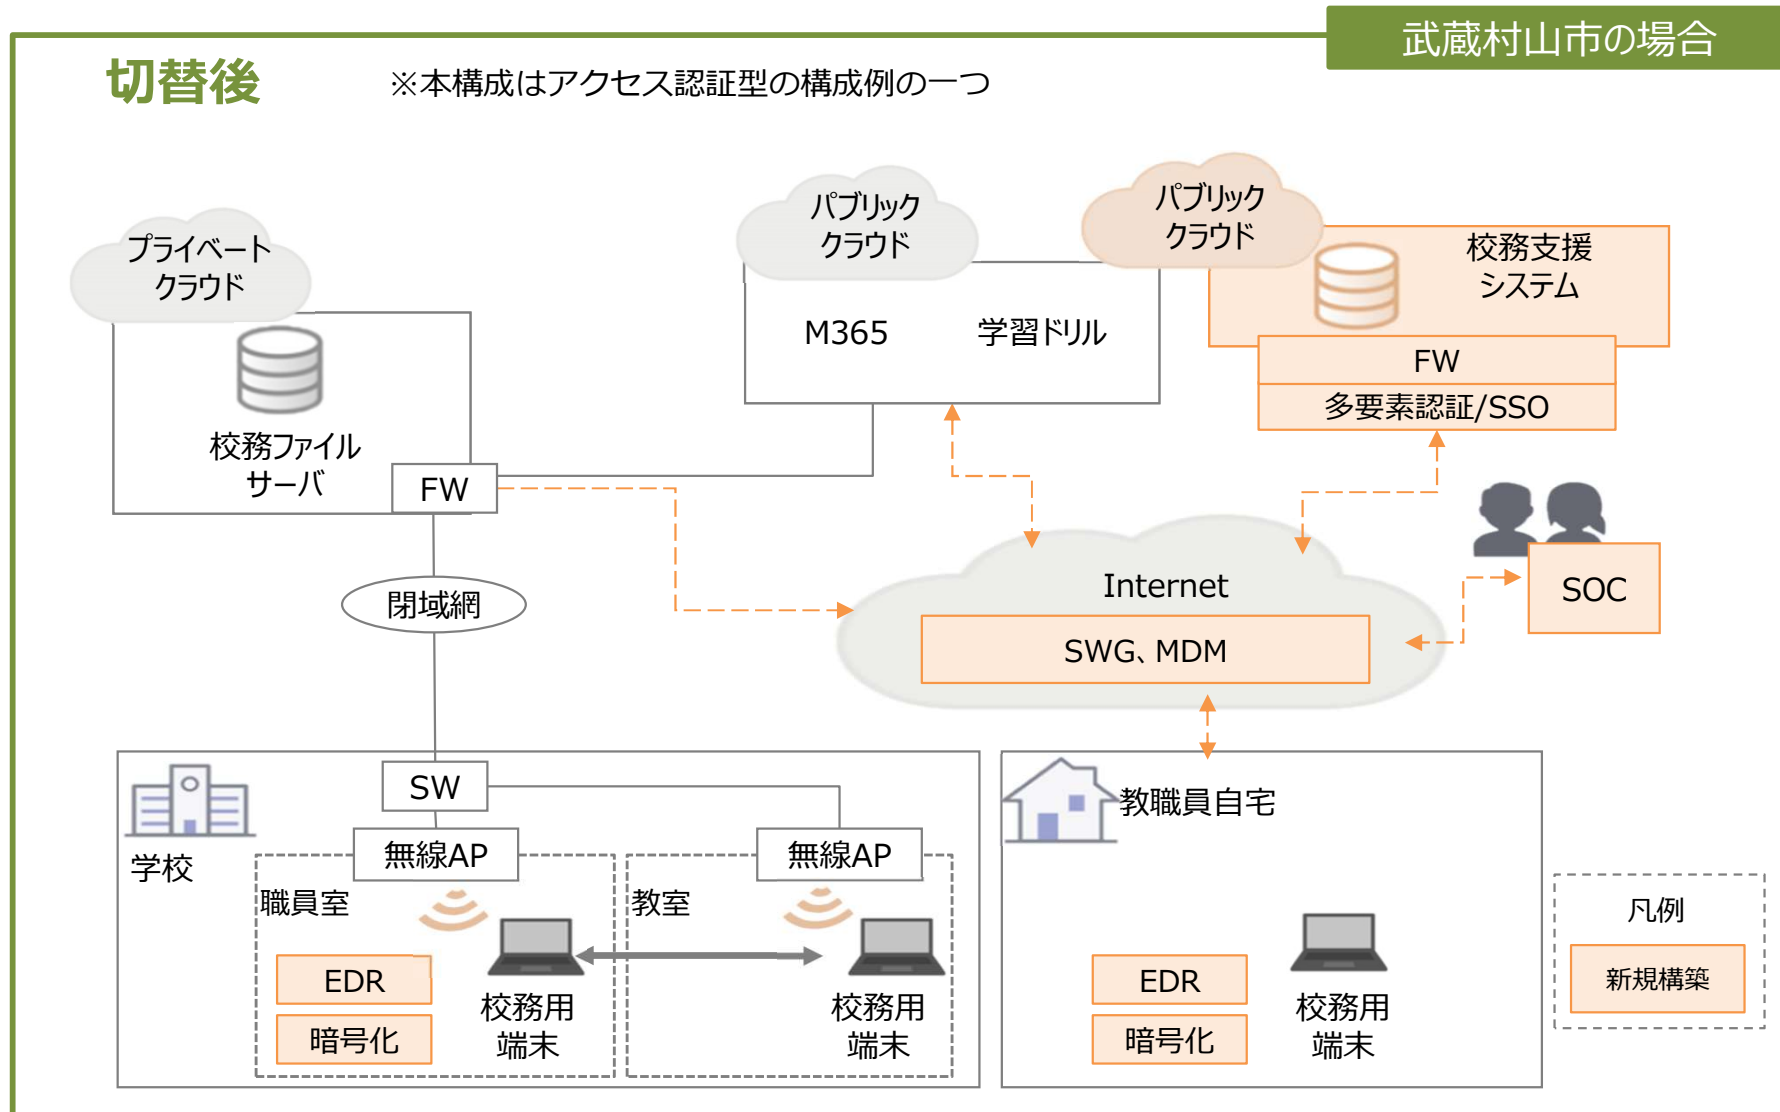 武蔵村山市の場合
切替後
※本構成はアクセス認証型の構成例の一つ
プライベート
クラウド
校務ファイル
サーバ
FW
パブリック
クラウド
M365
学習ドリル
パブリック
クラウド
校務支援
システム
FW
多要素認証/SSO
閉域網
Internet
SWG、MDM
SOC
学校
SW
無線AP
無線AP
職員室
教室
EDR
暗号化
校務用
端末
校務用
端末
教職員自宅
EDR
暗号化
校務用
端末
凡例
新規構築